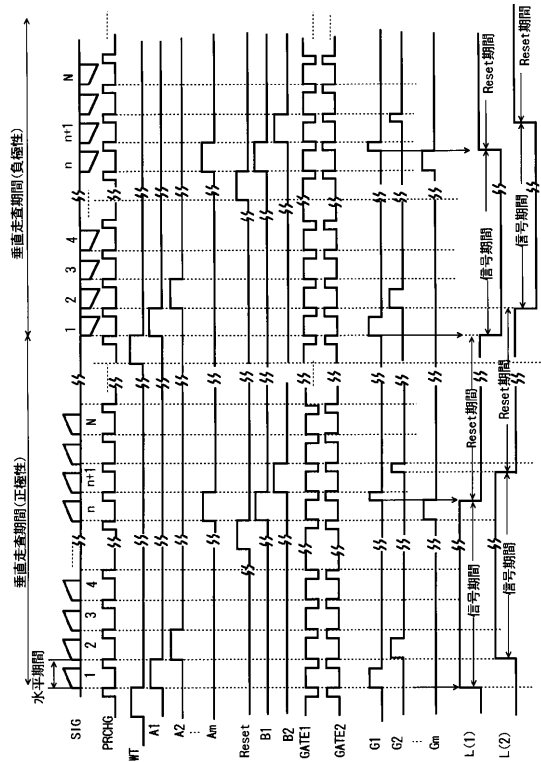 垂直走査期間(正極性)
垂直走査期間(負極性)
水平期間
SIG
1 2 3 4 n n+1 N 1 2 3 4 n n+1 N
PRCHG
WT
A1
A2
Am
Reset
B1
B2
GATE1
GATE2
G1
G2
Gm
L(1)
信号期間 Reset期間 信号期間 Reset期間
L(2)
信号期間 Reset期間 信号期間 Reset期間